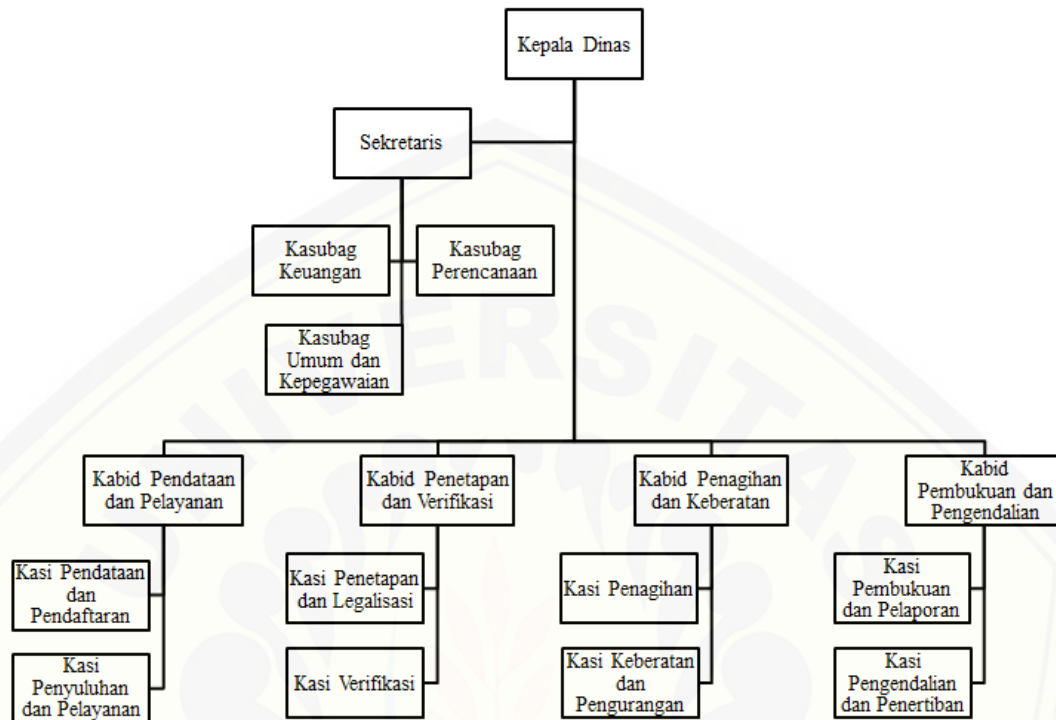 Kepala Dinas
Sekretaris
Kasubag
Keuangan
Kasubag
Perencanaan
Kasubag
Umum dan
Kepegawaian
UNIVERSITAS
Kabid Pendataan
dan Pelayanan
Kabid Penetapan
dan Verifikasi
Kabid Penagihan
dan Keberatan
Kabid
Pembukuan dan
Pengendalian
Kasi Pendataan
dan
Pendaftaran
Kasi Penetapan
dan Legalisasi
Kasi Penagihan
Kasi
Pembukuan
dan Pelaporan
Kasi
Penyuluhan
dan Pelayanan
Kasi Verifikasi
Kasi Keberatan
dan
Pengurangan
Kasi
Pengendalian
dan Penertiban